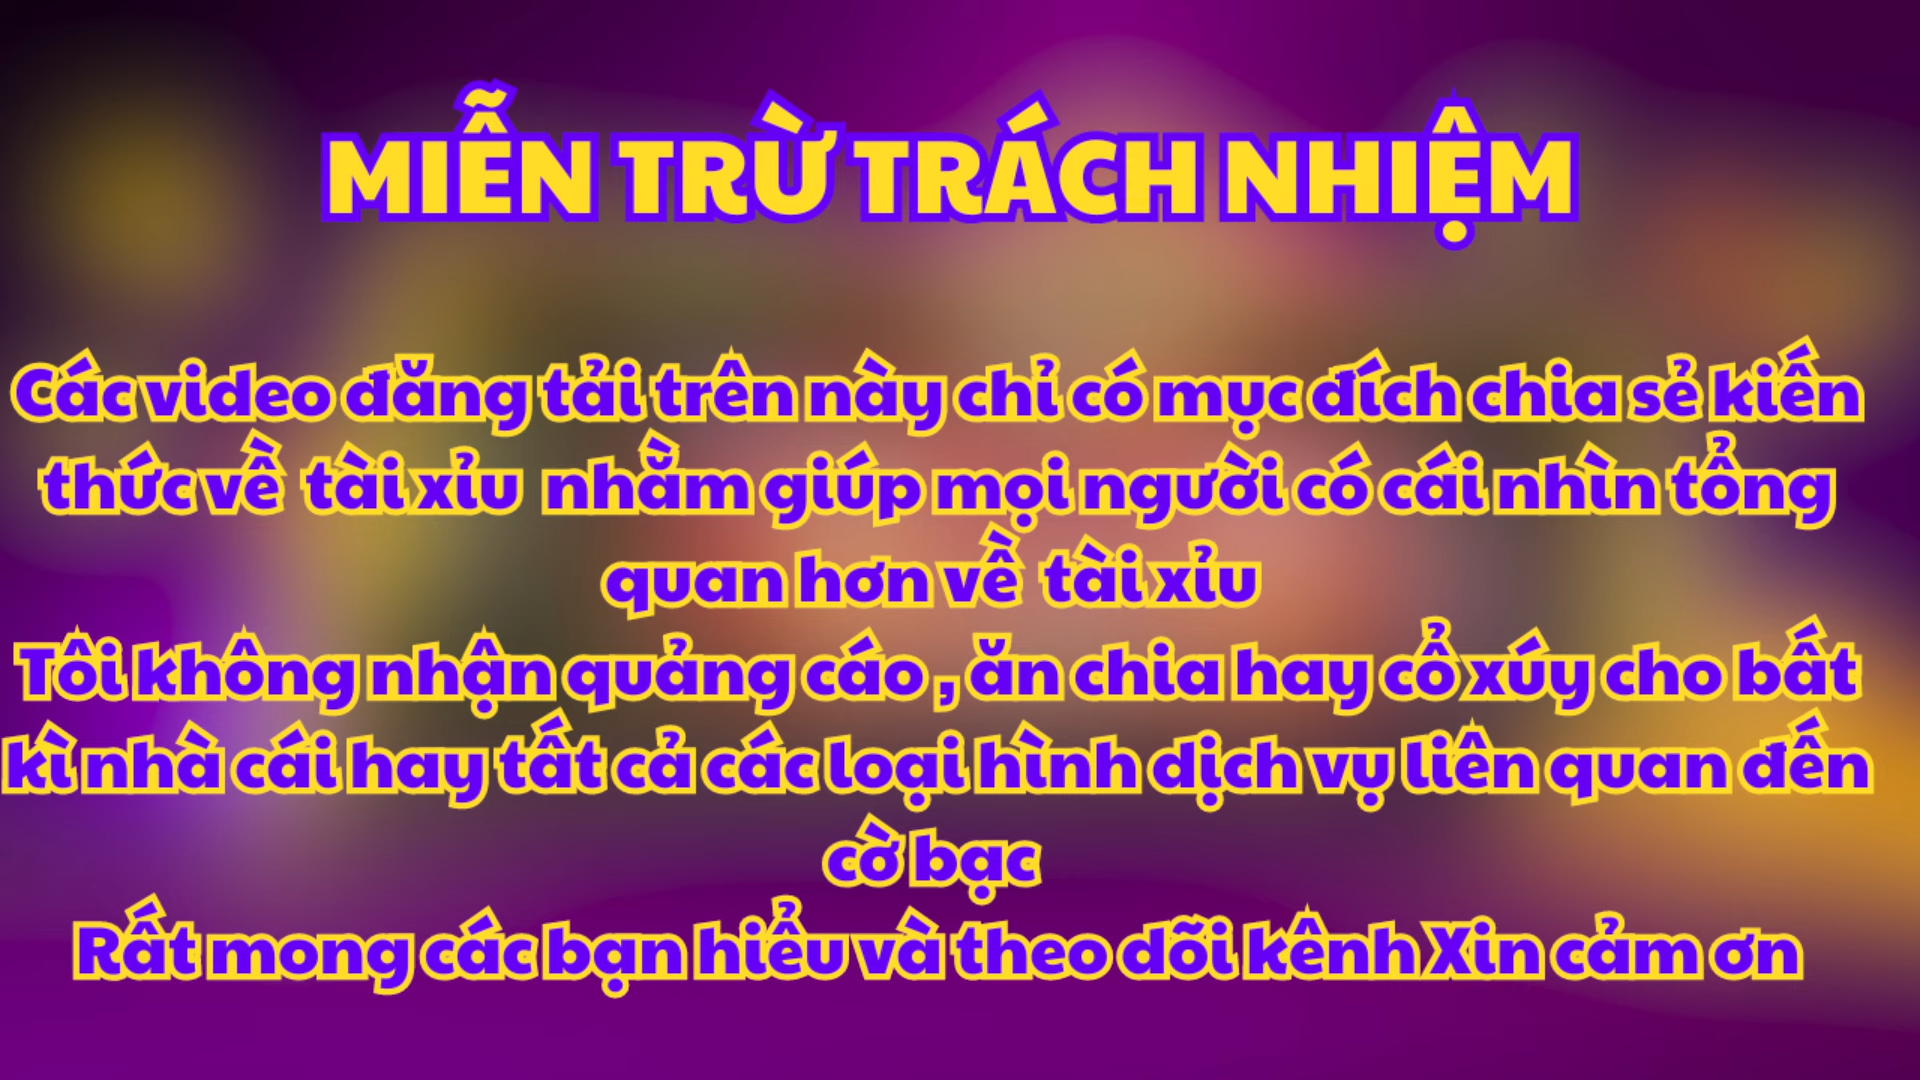 MIỄN TRỪ TRÁCH NHIỆM
Các video đăng tải trên này chỉ có mục đích chia sẻ kiến
thức về tài xỉu nhằm giúp mọi người có cái nhìn tổng
quan hơn về tài xỉu
Tôi không nhận quảng cáo , ăn chia hay cổ xúy cho bất
kì nhà cái hay tất cả các loại hình dịch vụ liên quan đến
cờ bạc
Rất mong các bạn hiểu và theo dõi kênh Xin cảm ơn